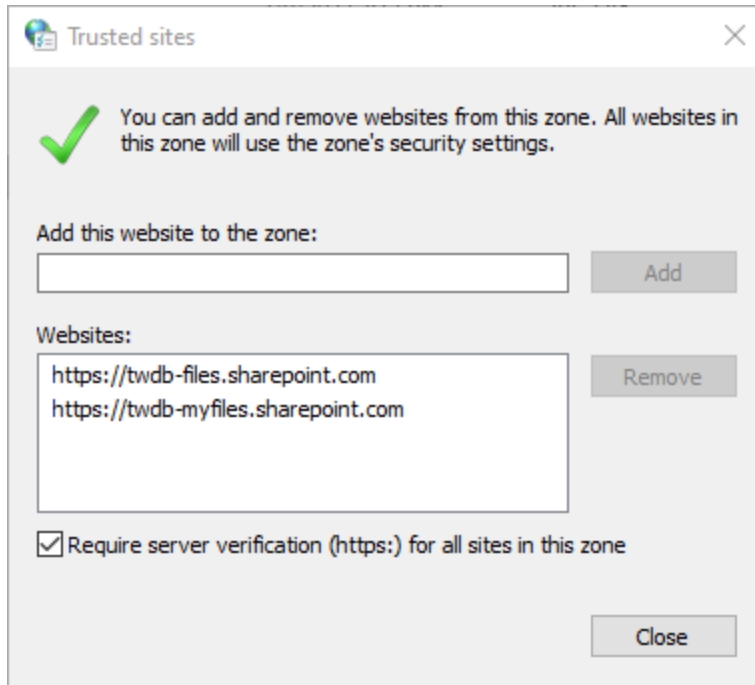 Trusted sites
You can add and remove websites from this zone. All websites in
this zone will use the zone's security settings.
Add this website to the zone:
Add
Websites:
https://twdb-files.sharepoint.com
Remove
https://twdb-myfiles.sharepoint.com
Require server verification (https:) for all sites in this zone
Close